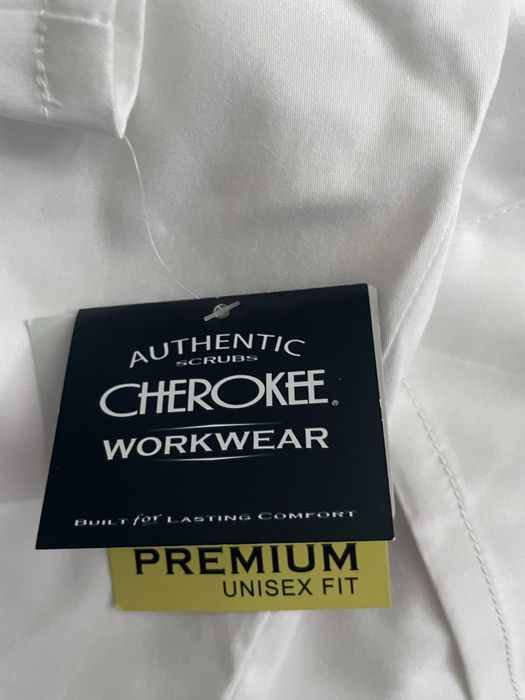 AUTHENTIC
SCRUBS
CHEROKEE®
WORKWEAR
BUILT for LASTING COMFORT
PREMIUM
UNISEX FIT